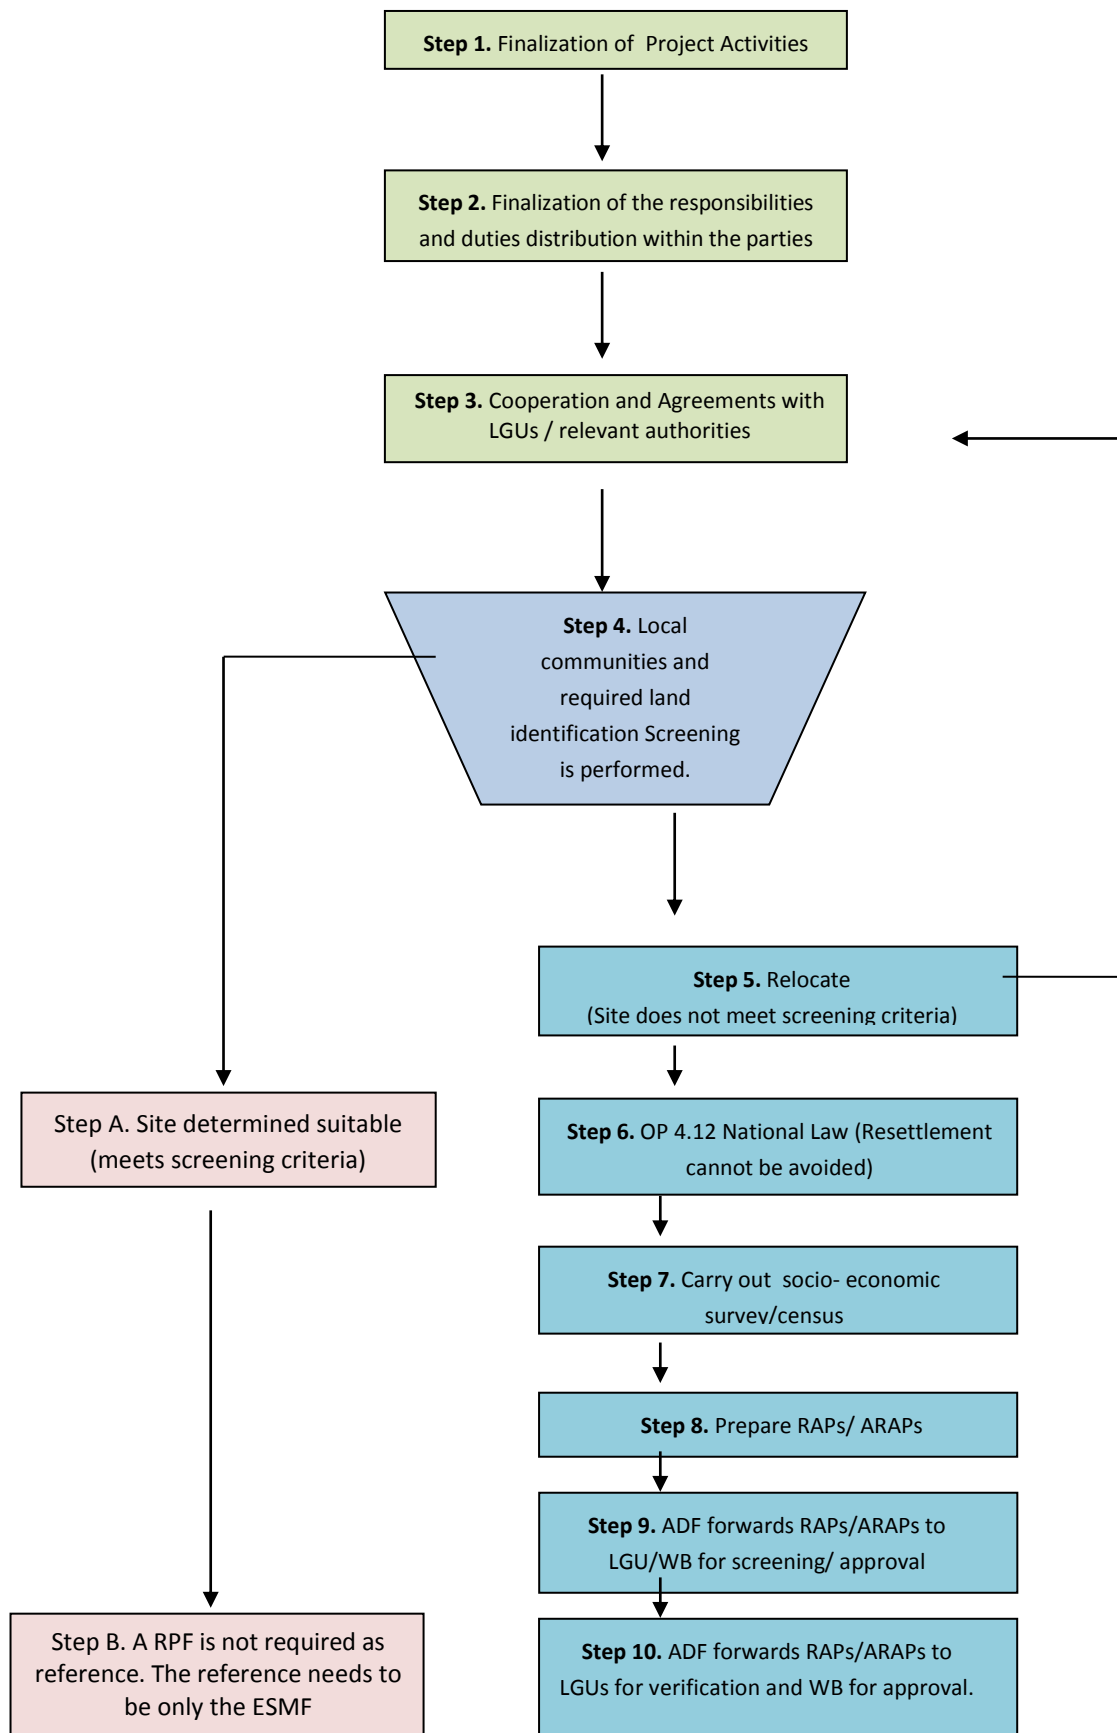 Step 1. Finalization of Project Activities
Step 2. Finalization of the responsibilities
and duties distribution within the parties
Step 3. Cooperation and Agreements with
LGUs / relevant authorities
Step 4. Local
communities and
required land
identification Screening
is performed.
Step 5. Relocate
(Site does not meet screening criteria)
Step A. Site determined suitable
(meets screening criteria)
Step 6. OP 4.12 National Law (Resettlement
cannot be avoided)
Step 7. Carry out socio- economic
survey/census
Step 8. Prepare RAPs/ ARAPs
Step 9. ADF forwards RAPs/ARAPs to
LGU/WB for screening/ approval
Step B. A RPF is not required as
reference. The reference needs to
be only the ESMF
Step 10. ADF forwards RAPs/ARAPs to
LGUs for verification and WB for approval.